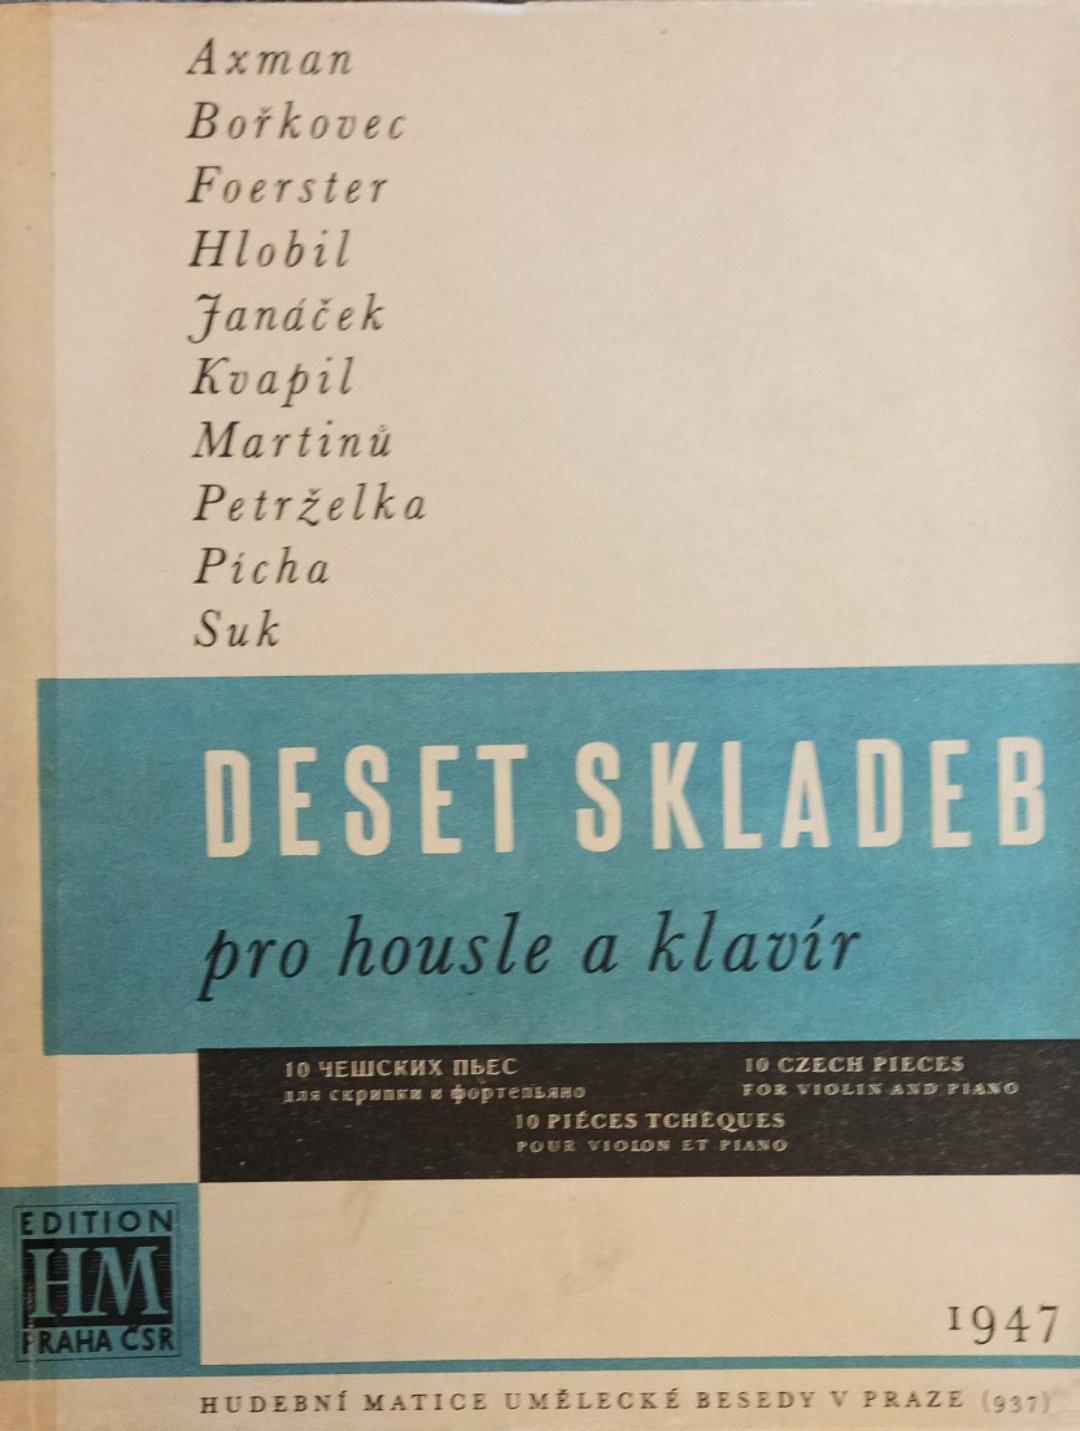 Axman
Bořkovec
Foerster
Hlobil
Janáček
Kvapil
Martinů
Petrželka
Pícha
Suk
DESET SKLADEB
pro housle a klavír
10 ЧЕШСКИХ ПЬЕС
для скрипки и фортепьяно
10 CZECH PIECES
FOR VIOLIN AND PIANO
10 PIÉCES TCHÈQUES
POUR VIOLON ET PIANO
EDITION
HM
PRAHA ČSR
1947
HUDEBNÍ MATICE UMĚLECKÉ BESEDY V PRAZE (937)